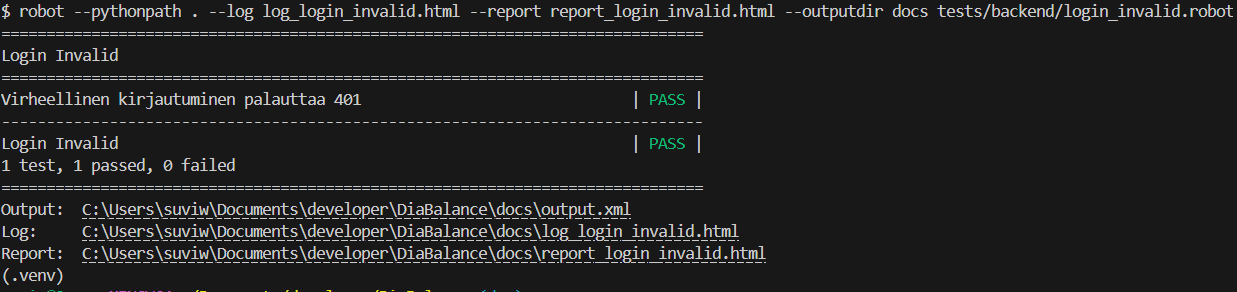 $ robot --pythonpath . --log log_login_invalid.html --report report_login_invalid.html --outputdir docs tests/backend/login_invalid.robot
==============================================================================
Login Invalid
==============================================================================
Virheellinen kirjautuminen palauttaa 401 | PASS |
------------------------------------------------------------------------------
Login Invalid | PASS |
1 test, 1 passed, 0 failed
==============================================================================
Output: C:\Users\suviw\Documents\developer\DiaBalance\docs\output.xml
Log: C:\Users\suviw\Documents\developer\DiaBalance\docs\log_login_invalid.html
Report: C:\Users\suviw\Documents\developer\DiaBalance\docs\report_login_invalid.html
(.venv)